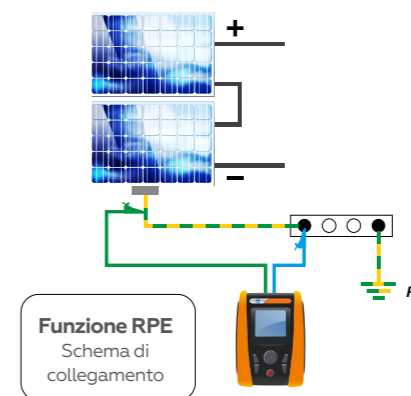 +
−
P
Funzione RPE
Schema di
collegamento